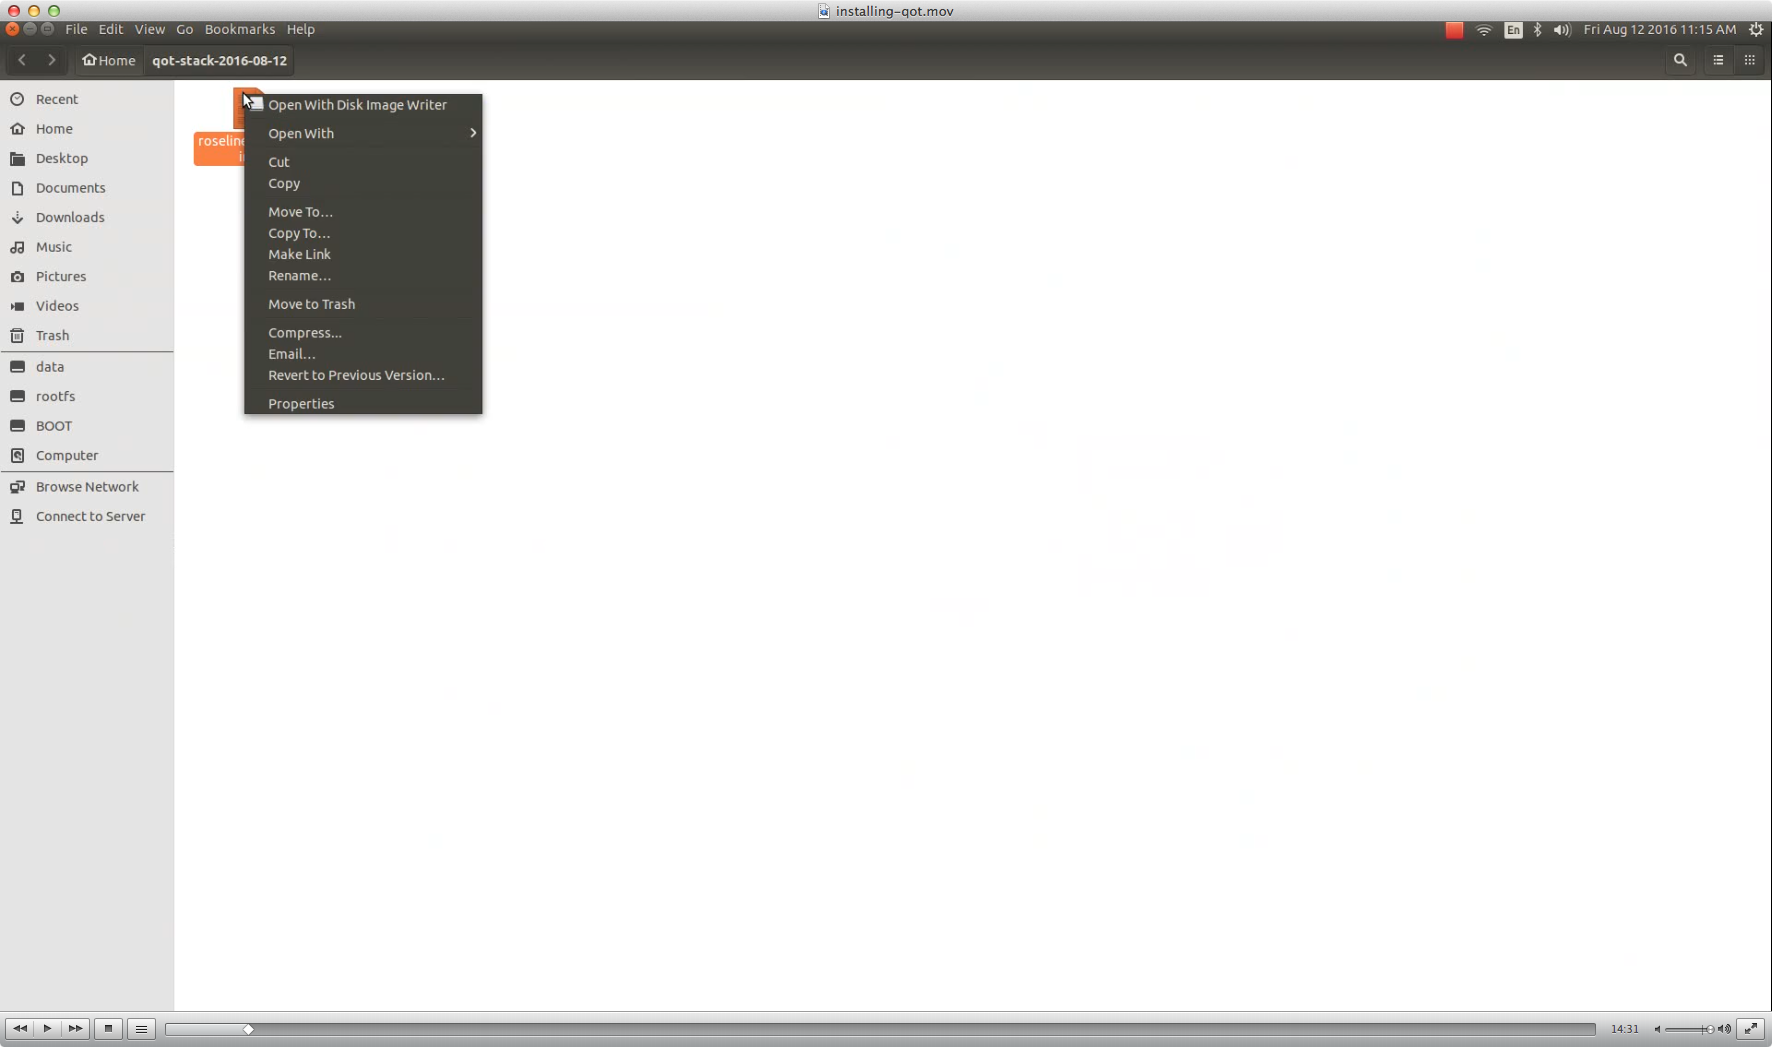 installing-qot.mov
File Edit View Go Bookmarks Help
En Fri Aug 12 2016 11:15 AM
Home qot-stack-2016-08-12
Recent
Home
Desktop
Documents
Downloads
Music
Pictures
Videos
Trash
data
rootfs
BOOT
Computer
Browse Network
Connect to Server
Open With Disk Image Writer
Open With
Cut
Copy
Move To…
Copy To…
Make Link
Rename…
Move to Trash
Compress...
Email…
Revert to Previous Version…
Properties
14:31